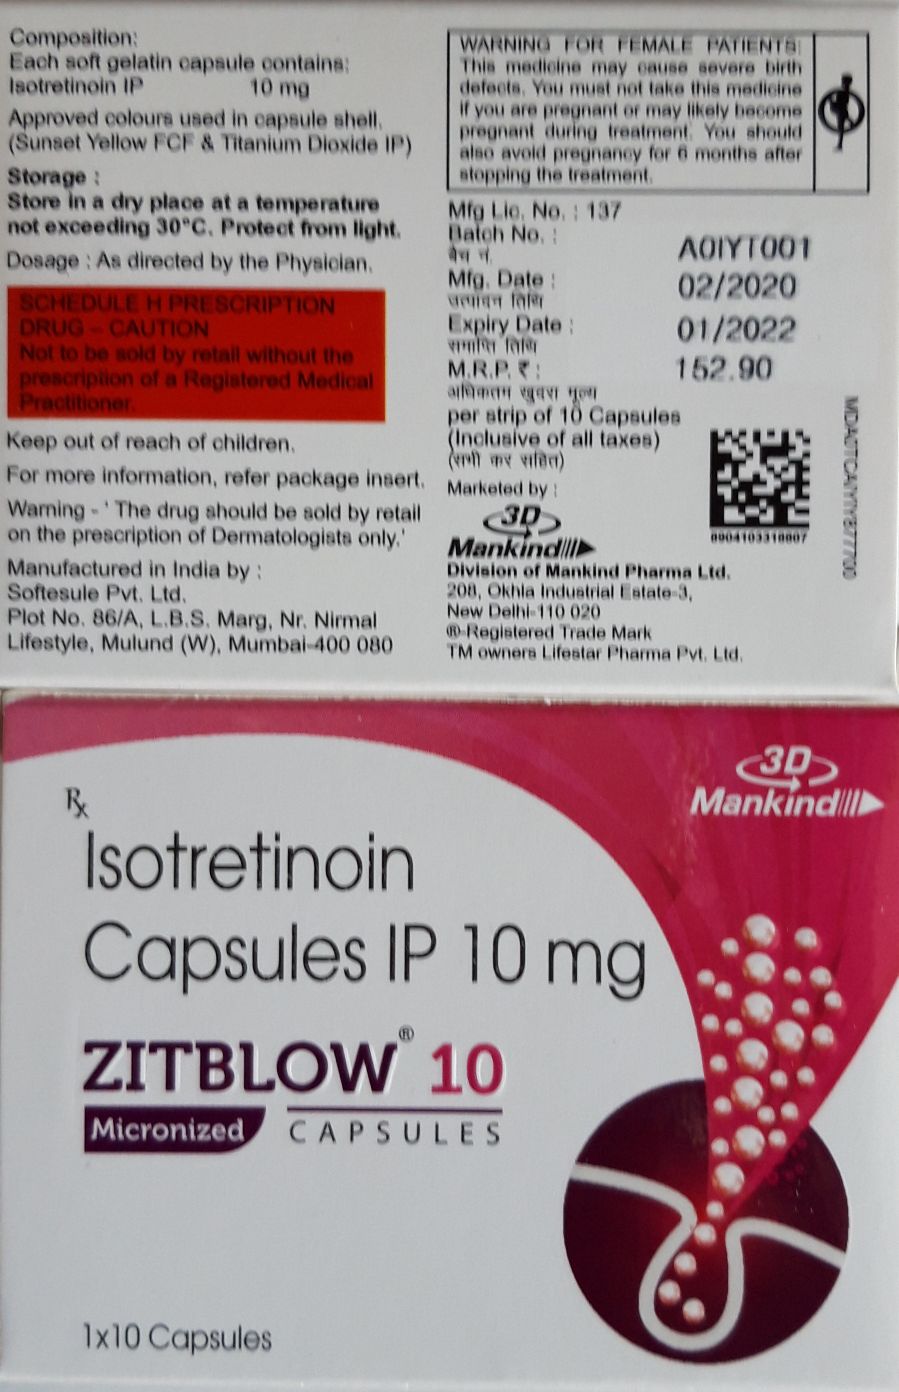 Composition:
Each soft gelatin capsule contains:
Isotretinoin IP 10 mg
Approved colours used in capsule shell.
(Sunset Yellow FCF & Titanium Dioxide IP)
Storage :
Store in a dry place at a temperature
not exceeding 30°C. Protect from light.
Dosage : As directed by the Physician.
SCHEDULE H PRESCRIPTION
DRUG – CAUTION
Not to be sold by retail without the
prescription of a Registered Medical
Practitioner.
Keep out of reach of children.
For more information, refer package insert.
Warning - ' The drug should be sold by retail
on the prescription of Dermatologists only.'
Manufactured in India by :
Softesule Pvt. Ltd.
Plot No. 86/A, L.B.S. Marg, Nr. Nirmal
Lifestyle, Mulund (W), Mumbai-400 080
WARNING FOR FEMALE PATIENTS:
This medicine may cause severe birth
defects. You must not take this medicine
if you are pregnant or may likely become
pregnant during treatment. You should
also avoid pregnancy for 6 months after
stopping the treatment.
Mfg Lic. No. : 137
Batch No. : A0IYT001
बैच नं.
Mfg. Date : 02/2020
उत्पादन तिथि
Expiry Date : 01/2022
समाप्ति तिथि
M.R.P. ₹ : 152.90
अधिकतम खुदरा मूल्य
per strip of 10 Capsules
(Inclusive of all taxes)
(सभी कर सहित)
Marketed by :
3D
Mankind
Division of Mankind Pharma Ltd.
208, Okhla Industrial Estate-3,
New Delhi-110 020
®-Registered Trade Mark
TM owners Lifestar Pharma Pvt. Ltd.
3D
Mankind
Rx
Isotretinoin
Capsules IP 10 mg
ZITBLOW® 10
Micronized CAPSULES
1x10 Capsules